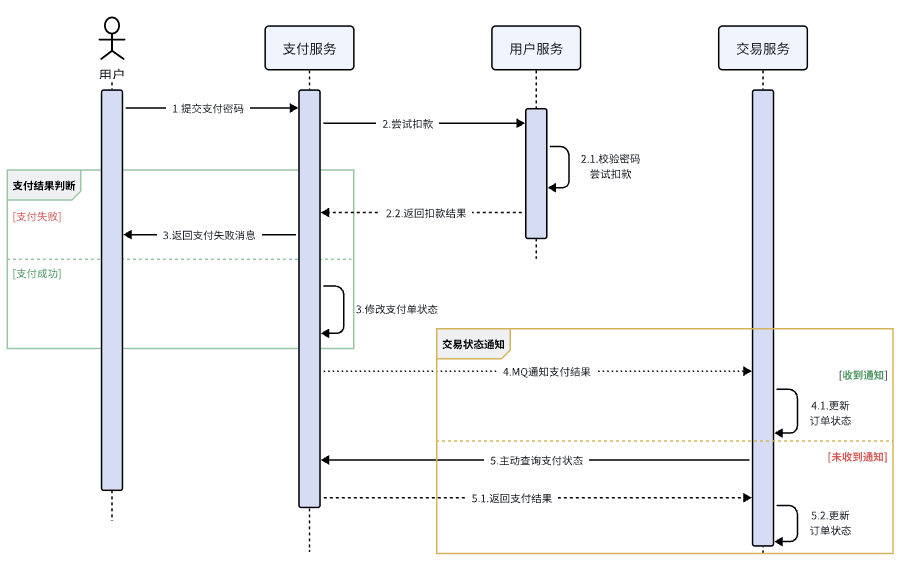 用户
支付服务
用户服务
交易服务
1.提交支付密码
2.尝试扣款
2.1.校验密码
尝试扣款
支付结果判断
[支付失败]
2.2.返回扣款结果
3.返回支付失败消息
[支付成功]
3.修改支付单状态
交易状态通知
4.MQ通知支付结果
[收到通知]
4.1.更新
订单状态
[未收到通知]
5.主动查询支付状态
5.1.返回支付结果
5.2.更新
订单状态